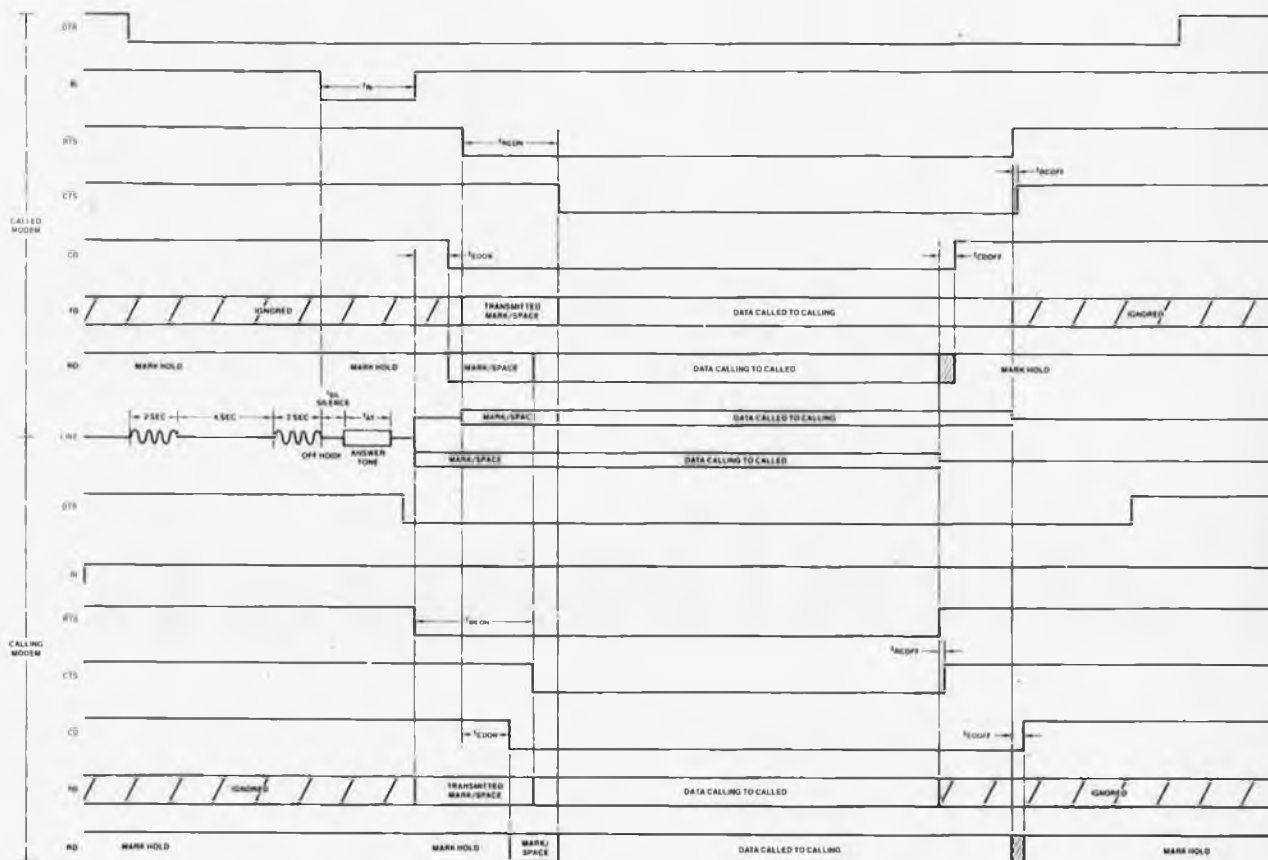 DTR
RI
tRI
RTS
tRCON
CTS
tRCOFF
CALLED
MODEM
CD
tCDON
tCDOFF
TD
IGNORED
TRANSMITTED
MARK/SPACE
DATA CALLED TO CALLING
IGNORED
RD
MARK HOLD
MARK HOLD
MARK/SPACE
DATA CALLING TO CALLED
MARK HOLD
2 SEC
4 SEC
2 SEC
tSIL
SILENCE
tAT
MARK/SPAC
DATA CALLED TO CALLING
LINE
OFF HOOK
ANSWER
TONE
MARK/SPACE
DATA CALLING TO CALLED
DTR
RI
RTS
tRCON
CALLING
MODEM
CTS
tRCOFF
CD
tCDON
tCDOFF
TD
IGNORED
TRANSMITTED
MARK/SPACE
DATA CALLING TO CALLED
IGNORED
RD
MARK HOLD
MARK HOLD
MARK/
SPACE
DATA CALLED TO CALLING
MARK HOLD